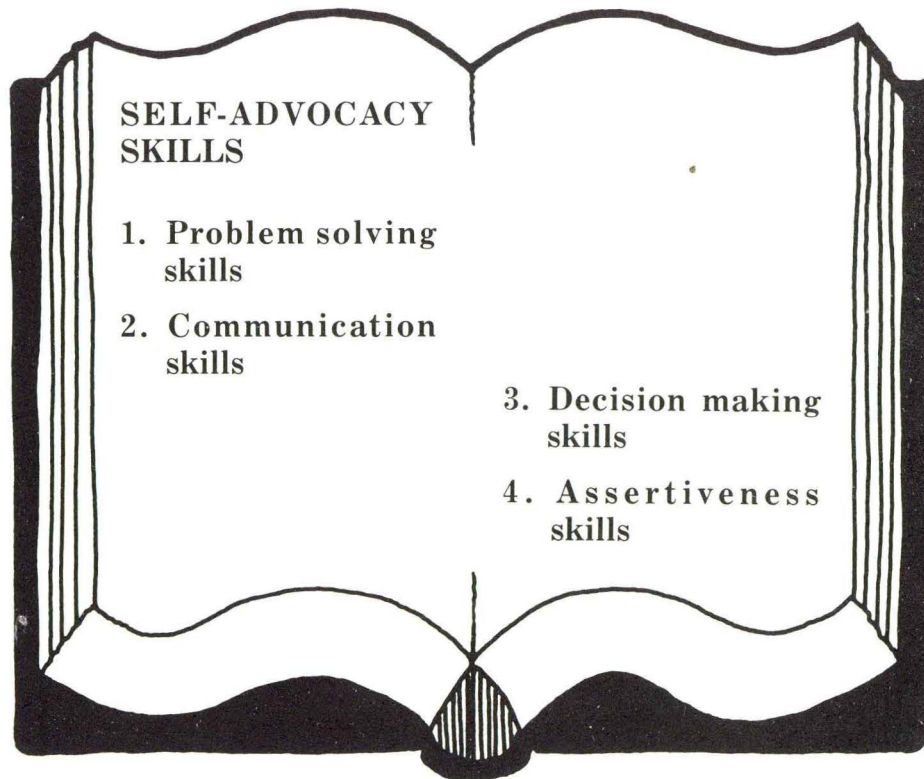 SELF-ADVOCACY
SKILLS
1. Problem solving
skills
2. Communication
skills
3. Decision making
skills
4. Assertiveness
skills